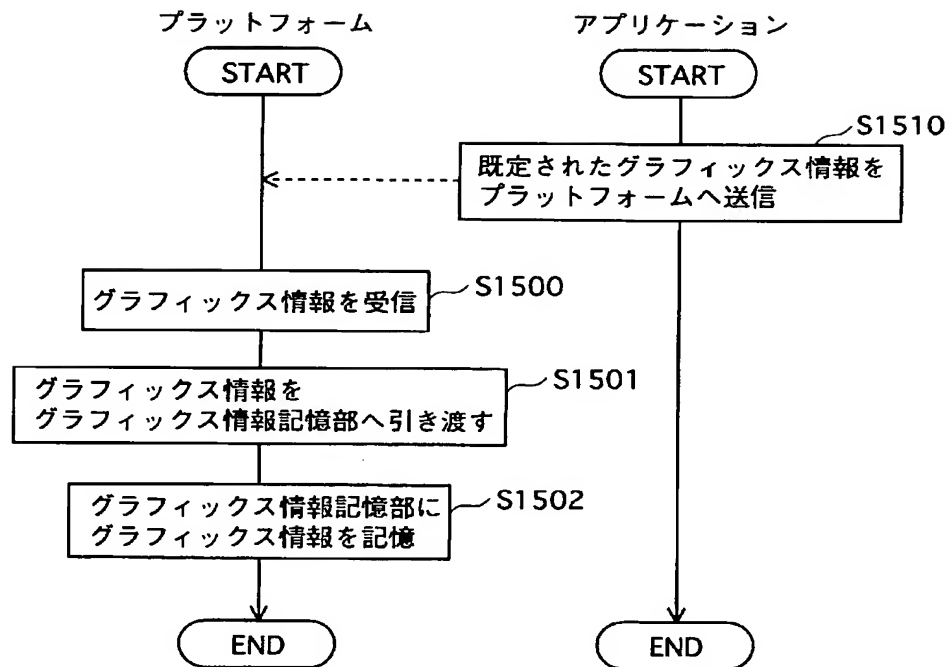 プラットフォーム
アプリケーション
START
START
S1510
既定されたグラフィックス情報を
プラットフォームへ送信
グラフィックス情報を受信
S1500
グラフィックス情報を
グラフィックス情報記憶部へ引き渡す
S1501
グラフィックス情報記憶部に
グラフィックス情報を記憶
S1502
END
END